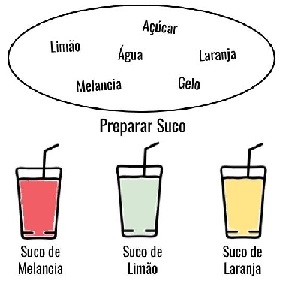 Açúcar
Limão
Água
Laranja
Melancia
Gelo
Preparar Suco
Suco de
Melancia
Suco de
Limão
Suco de
Laranja